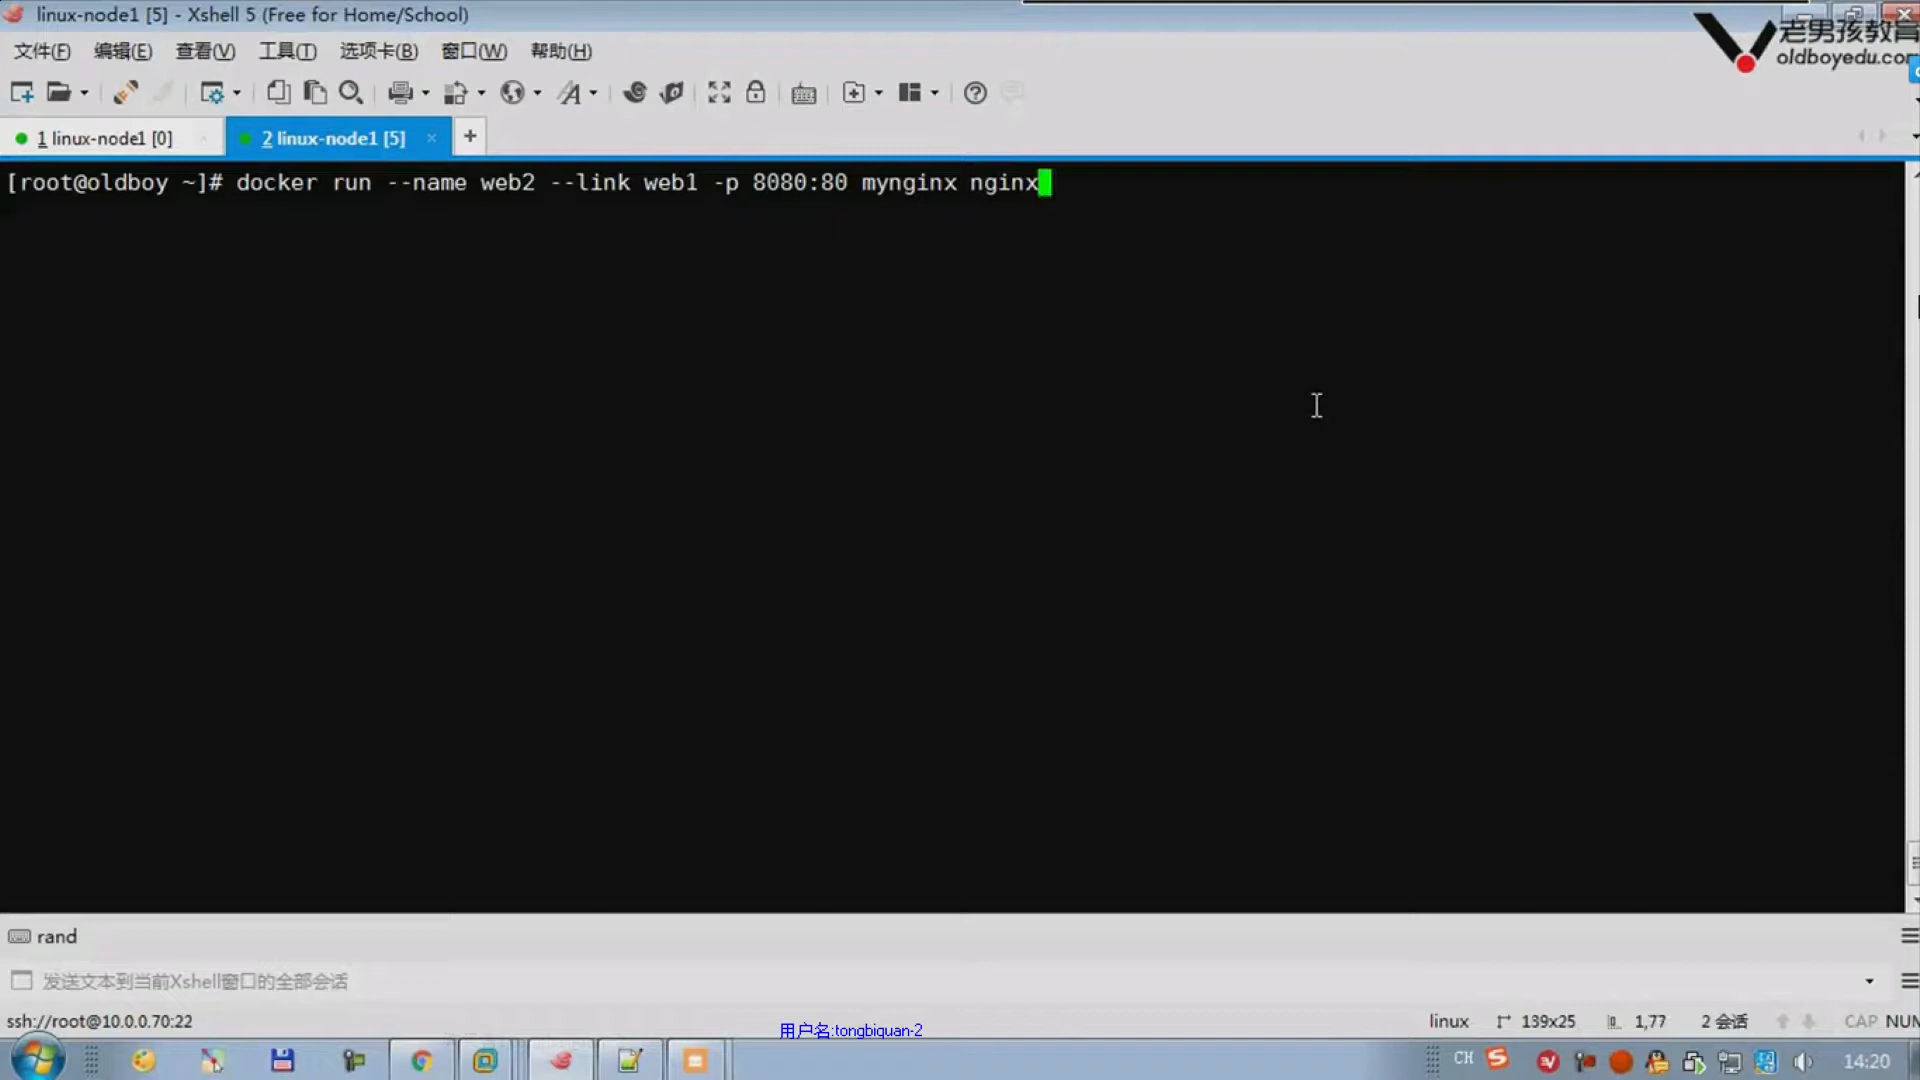 linux-node1 [5] - Xshell 5 (Free for Home/School)
老男孩教育
oldboyedu.com
文件(F) 编辑(E) 查看(V) 工具(T) 选项卡(B) 窗口(W) 帮助(H)
1 linux-node1 [0] 2 linux-node1 [5] × +
[root@oldboy ~]# docker run --name web2 --link web1 -p 8080:80 mynginx nginx
rand
发送文本到当前Xshell窗口的全部会话
ssh://root@10.0.0.70:22
用户名:tongbiquan-2
linux 139x25 1,77 2 会话 CAP NUM
CH 14:20